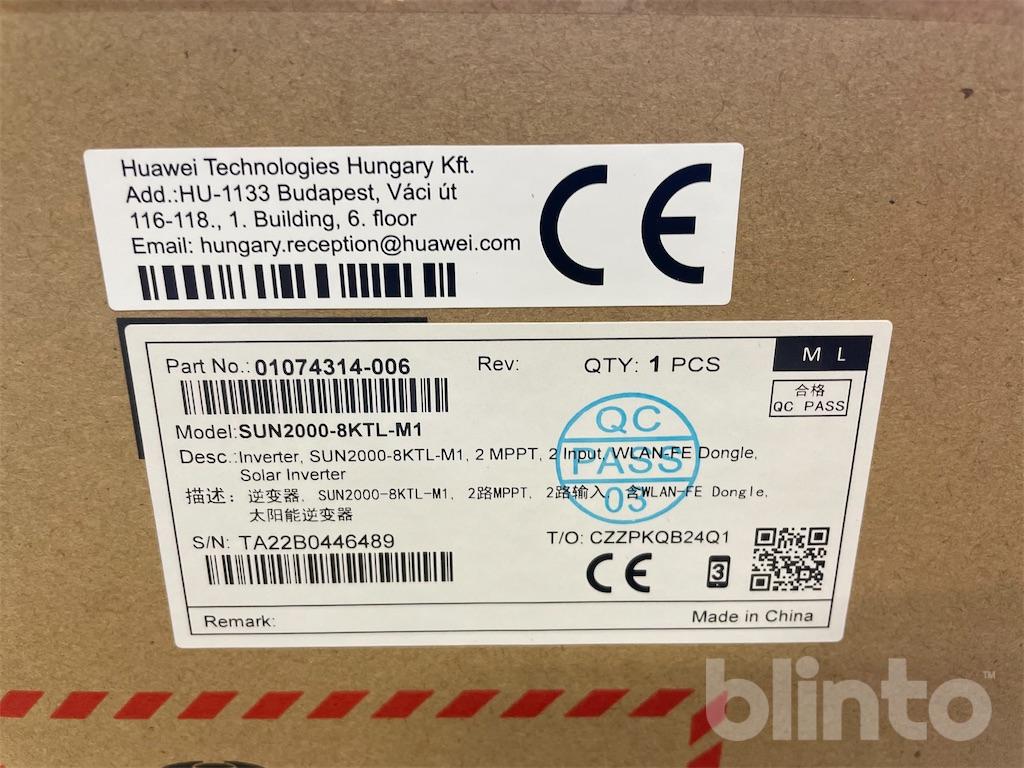 Huawei Technologies Hungary Kft.
Add.:HU-1133 Budapest, Váci út
116-118., 1. Building, 6. floor
Email: hungary.reception@huawei.com
CE
Part No.: 01074314-006 Rev: QTY: 1 PCS
M L
合格
QC PASS
Model:SUN2000-8KTL-M1
QC
PASS
03
Desc.:Inverter, SUN2000-8KTL-M1, 2 MPPT, 2 Input, WLAN-FE Dongle,
Solar Inverter
描述: 逆变器, SUN2000-8KTL-M1, 2路MPPT, 2路输入, 含WLAN-FE Dongle,
太阳能逆变器
S/N: TA22B0446489 T/O: CZZPKQB24Q1
CE 3
Remark: Made in China
blinto™